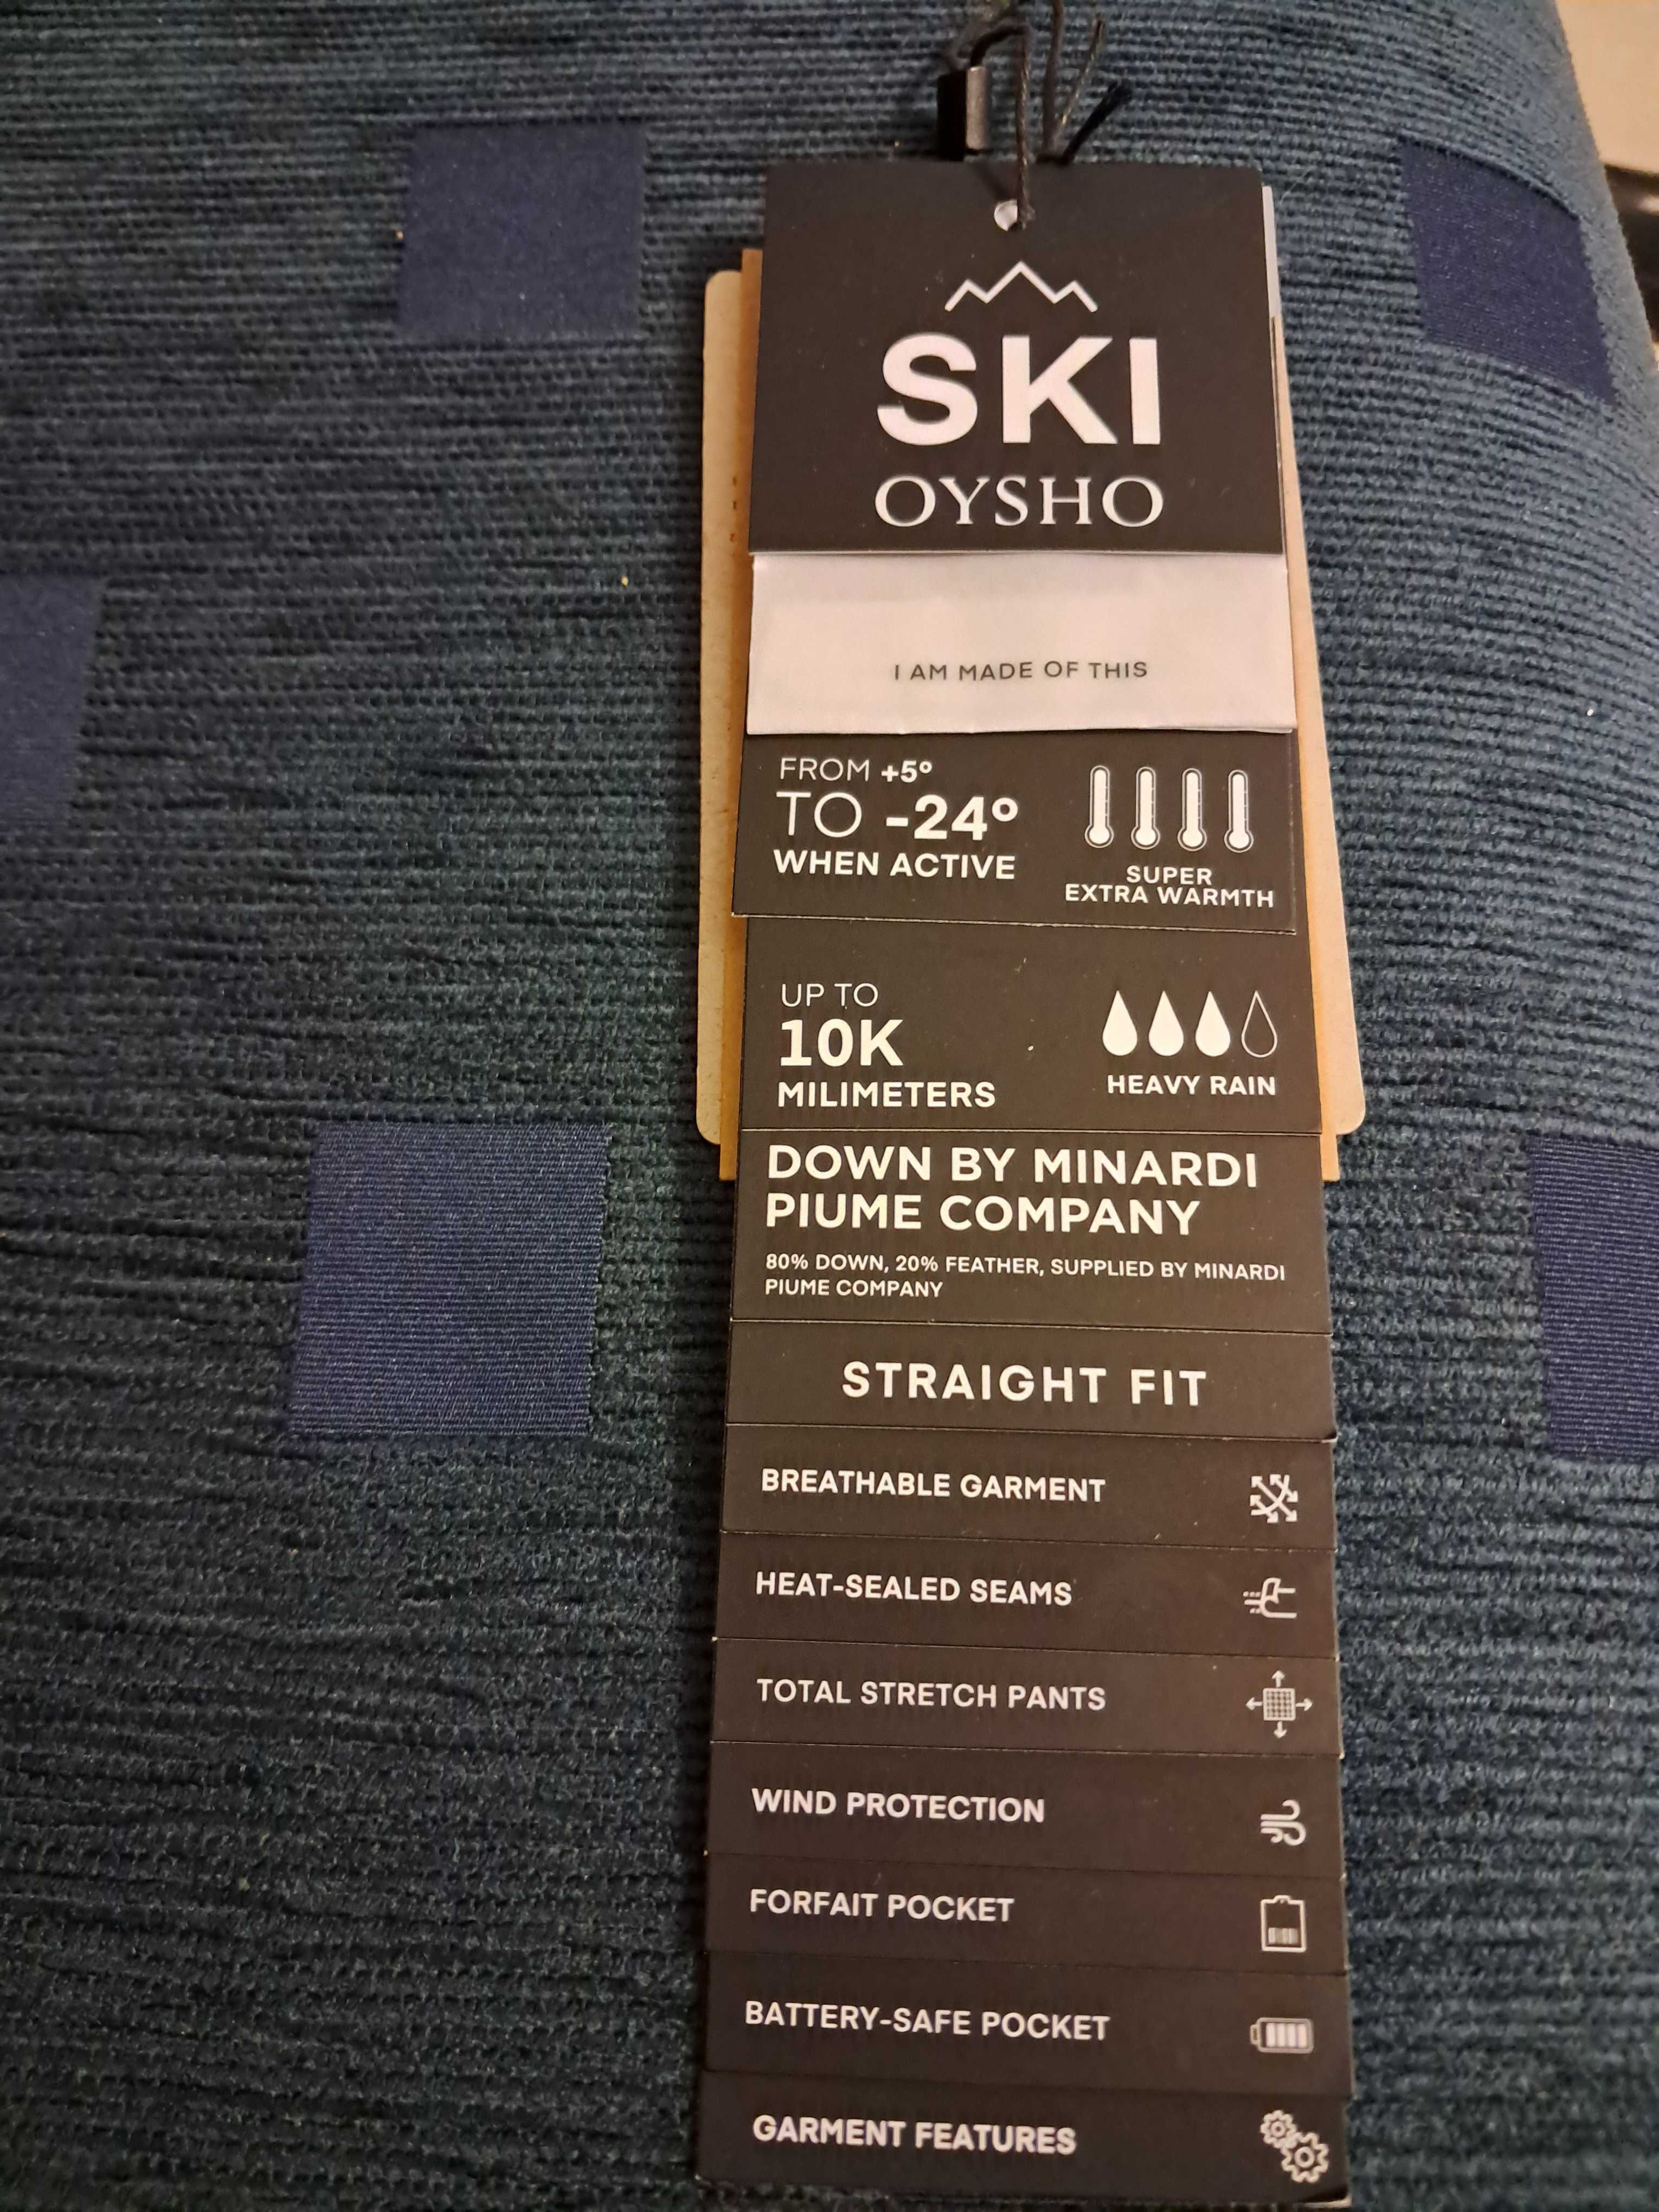 SKI
OYSHO
I AM MADE OF THIS
FROM +5º
TO -24º
WHEN ACTIVE
SUPER
EXTRA WARMTH
UP TO
10K
MILIMETERS
HEAVY RAIN
DOWN BY MINARDI
PIUME COMPANY
80% DOWN, 20% FEATHER, SUPPLIED BY MINARDI
PIUME COMPANY
STRAIGHT FIT
BREATHABLE GARMENT
HEAT-SEALED SEAMS
TOTAL STRETCH PANTS
WIND PROTECTION
FORFAIT POCKET
BATTERY-SAFE POCKET
GARMENT FEATURES